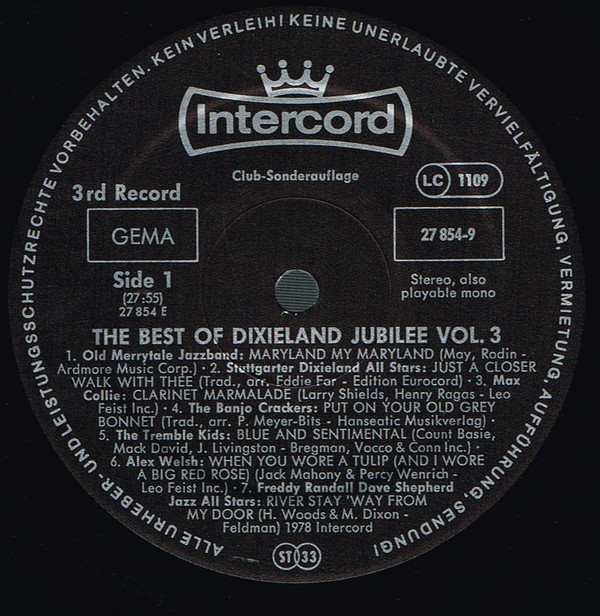 ALLE URHEBER- UND LEISTUNGSSCHUTZRECHTE VORBEHALTEN. KEIN VERLEIH! KEINE UNERLAUBTE VERVIELFÄLTIGUNG, VERMIETUNG, AUFFÜHRUNG, SENDUNG!
Intercord
Club-Sonderauflage
LC 1109
3rd Record
GEMA
27 854-9
Side 1
(27:55)
27 854 E
Stereo, also
playable mono
THE BEST OF DIXIELAND JUBILEE VOL. 3
1. Old Merrytale Jazzband: MARYLAND MY MARYLAND (May, Rodin -
Ardmore Music Corp.) · 2. Stuttgarter Dixieland All Stars: JUST A CLOSER
WALK WITH THEE (Trad., arr. Eddie For - Edition Eurocord) · 3. Max
Collie: CLARINET MARMALADE (Larry Shields, Henry Ragas - Leo
Feist Inc.) · 4. The Banjo Crackers: PUT ON YOUR OLD GREY
BONNET (Trad., arr. P. Meyer-Bits - Hanseatic Musikverlag) ·
5. The Tremble Kids: BLUE AND SENTIMENTAL (Count Basie,
Mack David, J. Livingston - Bregman, Vocco & Conn Inc.) ·
6. Alex Welsh: WHEN YOU WORE A TULIP (AND I WORE
A BIG RED ROSE) (Jack Mahony & Percy Wenrich -
Leo Feist Inc.) · 7. Freddy Randall Dave Shepherd
Jazz All Stars: RIVER STAY 'WAY FROM
MY DOOR (H. Woods & M. Dixon -
Feldman) 1978 Intercord
ST 33